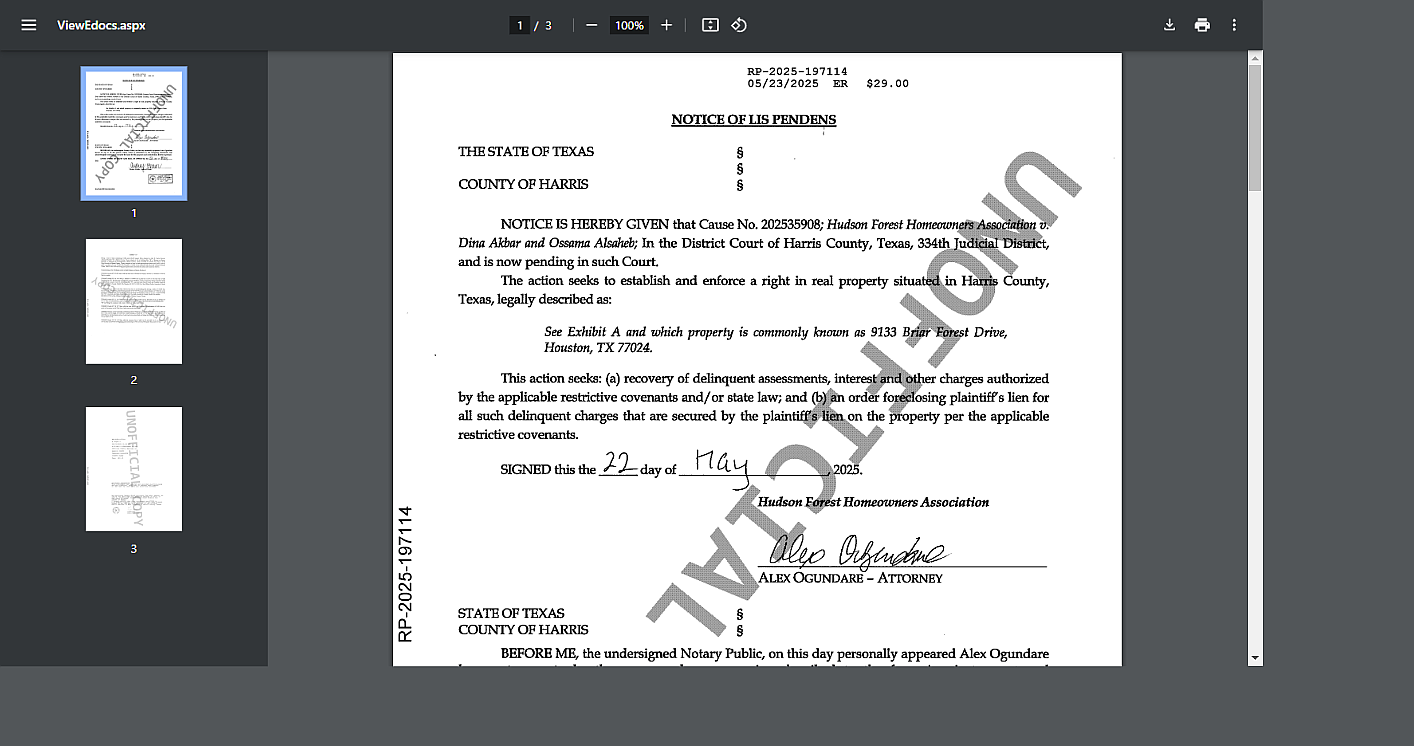 ViewEdocs.aspx
1 / 3
100%
1
2
3
RP-2025-197114
05/23/2025 ER $29.00
NOTICE OF LIS PENDENS
THE STATE OF TEXAS §
§
COUNTY OF HARRIS §
NOTICE IS HEREBY GIVEN that Cause No. 202535908; Hudson Forest Homeowners Association v.
Dina Akbar and Ossama Alsaheb; In the District Court of Harris County, Texas, 334th Judicial District,
and is now pending in such Court.
The action seeks to establish and enforce a right in real property situated in Harris County,
Texas, legally described as:
See Exhibit A and which property is commonly known as 9133 Briar Forest Drive,
Houston, TX 77024.
This action seeks: (a) recovery of delinquent assessments, interest and other charges authorized
by the applicable restrictive covenants and/or state law; and (b) an order foreclosing plaintiff's lien for
all such delinquent charges that are secured by the plaintiff's lien on the property per the applicable
restrictive covenants.
SIGNED this the 22 day of May, 2025.
Hudson Forest Homeowners Association
Alex Ogundare
ALEX OGUNDARE – ATTORNEY
STATE OF TEXAS §
COUNTY OF HARRIS §
BEFORE ME, the undersigned Notary Public, on this day personally appeared Alex Ogundare
RP-2025-197114
UNOFFICIAL
UNOFFICIAL COPY
UNOFFICIAL COPY